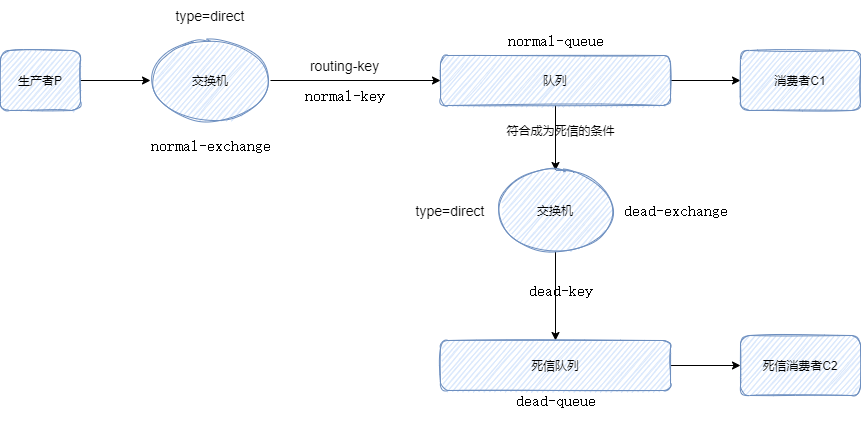 type=direct
生产者P
交换机
routing-key
normal-key
normal-exchange
normal-queue
队列
消费者C1
符合成为死信的条件
type=direct
交换机
dead-exchange
dead-key
死信队列
dead-queue
死信消费者C2